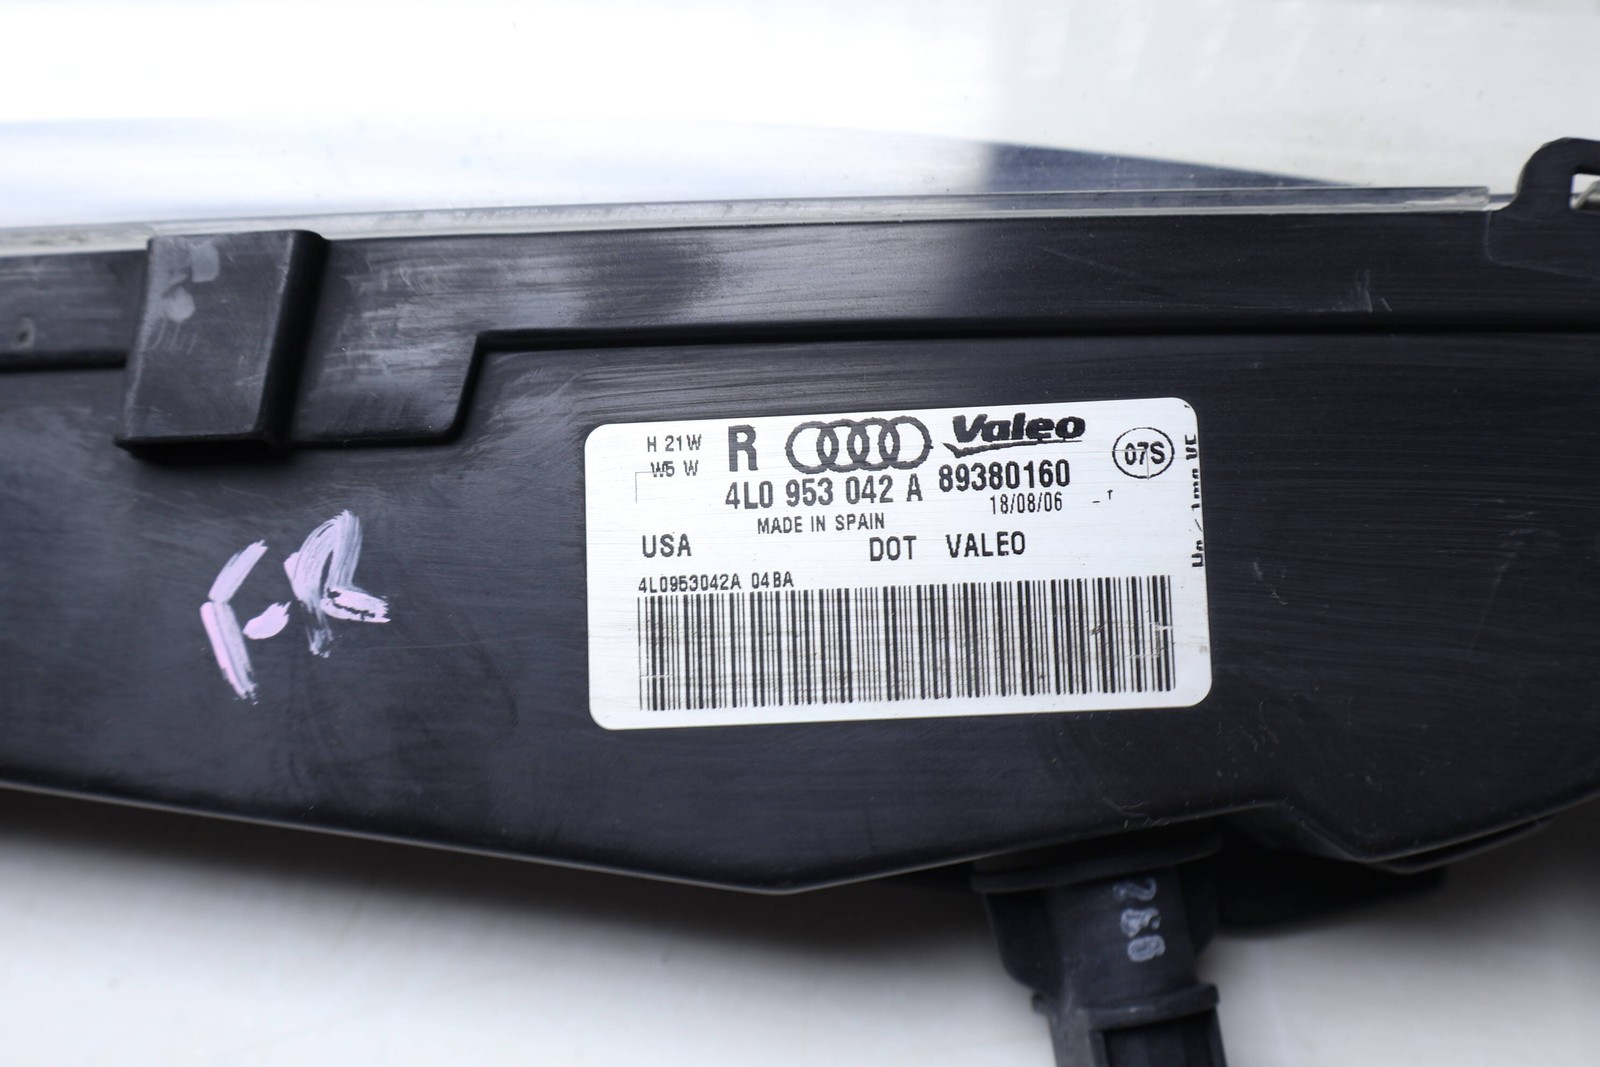 H 21W
W5 W
R
Valeo
07S
4L0 953 042 A
89380160
18/08/06
MADE IN SPAIN
USA
DOT VALEO
4L0953042A 04BA
F.R